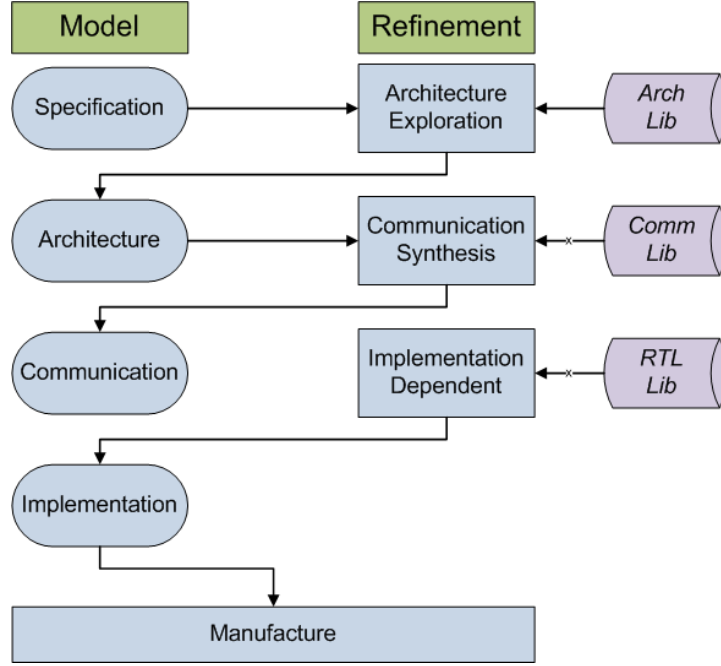 Model
Refinement
Specification
Architecture
Exploration
Arch
Lib
Architecture
Communication
Synthesis
Comm
Lib
Communication
Implementation
Dependent
RTL
Lib
Implementation
Manufacture
x
x